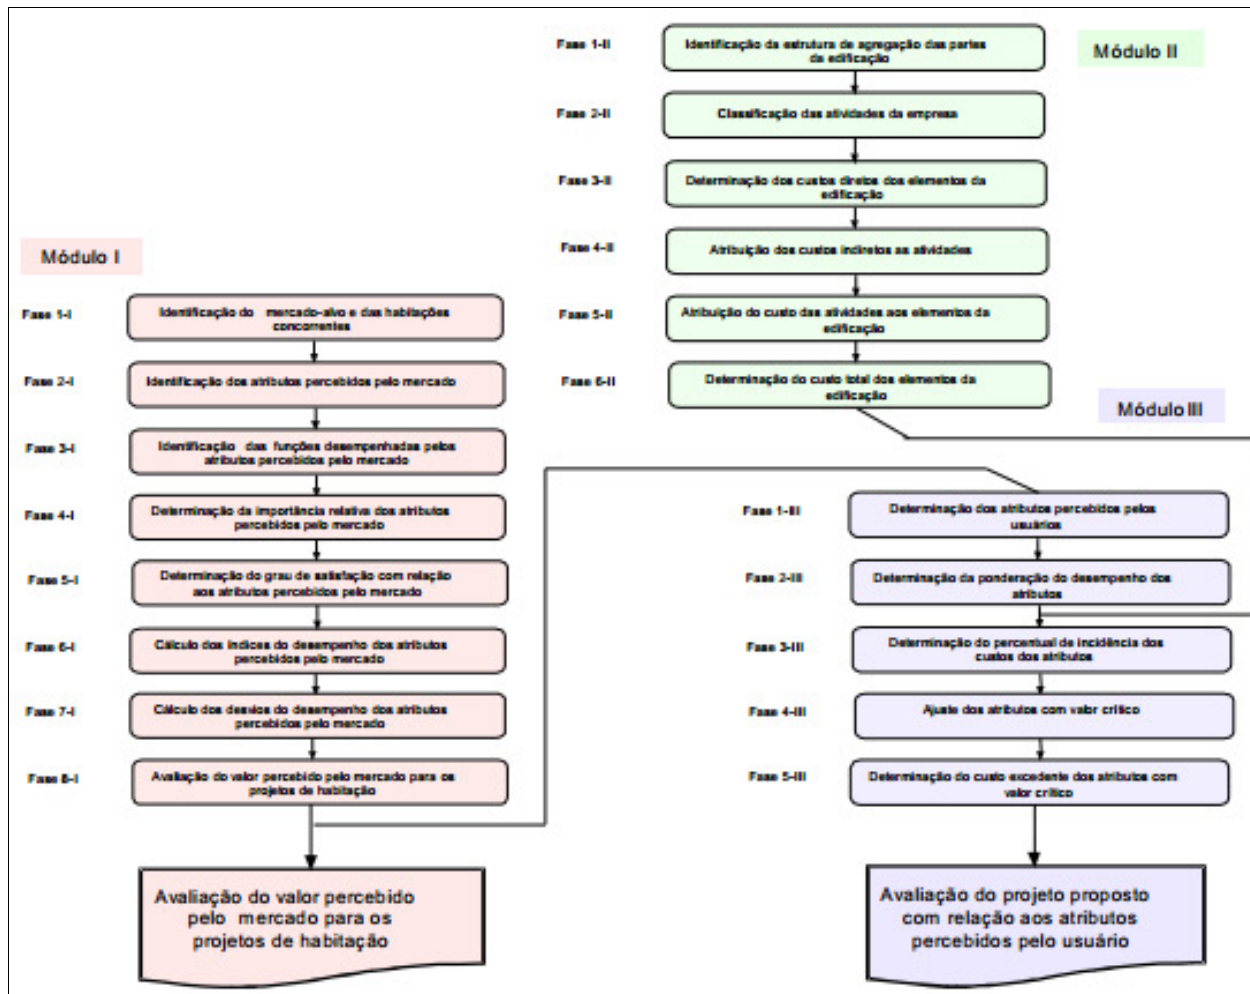 Módulo II
Fase 1-II
Identificação da estrutura de agregação das partes
da edificação
Fase 2-II
Classificação das atividades da empresa
Fase 3-II
Determinação dos custos diretos dos elementos da
edificação
Fase 4-II
Atribuição dos custos indiretos as atividades
Fase 5-II
Atribuição do custo das atividades aos elementos da
edificação
Fase 6-II
Determinação do custo total dos elementos da
edificação
Módulo I
Fase 1-I
Identificação do mercado-alvo e das habitações
concorrentes
Fase 2-I
Identificação dos atributos percebidos pelo mercado
Fase 3-I
Identificação das funções desempenhadas pelos
atributos percebidos pelo mercado
Fase 4-I
Determinação da importância relativa dos atributos
percebidos pelo mercado
Fase 5-I
Determinação do grau de satisfação com relação
aos atributos percebidos pelo mercado
Fase 6-I
Cálculo dos índices do desempenho dos atributos
percebidos pelo mercado
Fase 7-I
Cálculo dos desvios do desempenho dos atributos
percebidos pelo mercado
Fase 8-I
Avaliação do valor percebido pelo mercado para os
projetos de habitação
Avaliação do valor percebido
pelo mercado para os
projetos de habitação
Módulo III
Fase 1-III
Determinação dos atributos percebidos pelos
usuários
Fase 2-III
Determinação da ponderação do desempenho dos
atributos
Fase 3-III
Determinação do percentual de incidência dos
custos dos atributos
Fase 4-III
Ajuste dos atributos com valor crítico
Fase 5-III
Determinação do custo excedente dos atributos com
valor crítico
Avaliação do projeto proposto
com relação aos atributos
percebidos pelo usuário